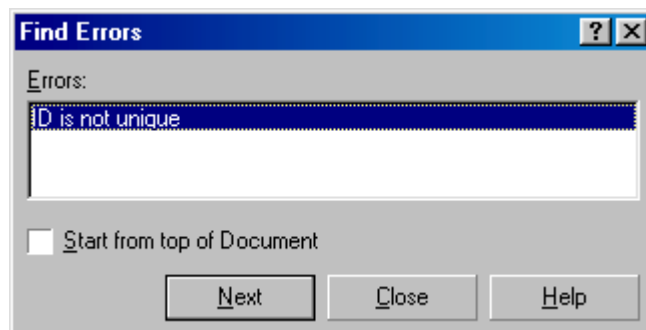 Find Errors
Errors:
ID is not unique
Start from top of Document
Next Close Help